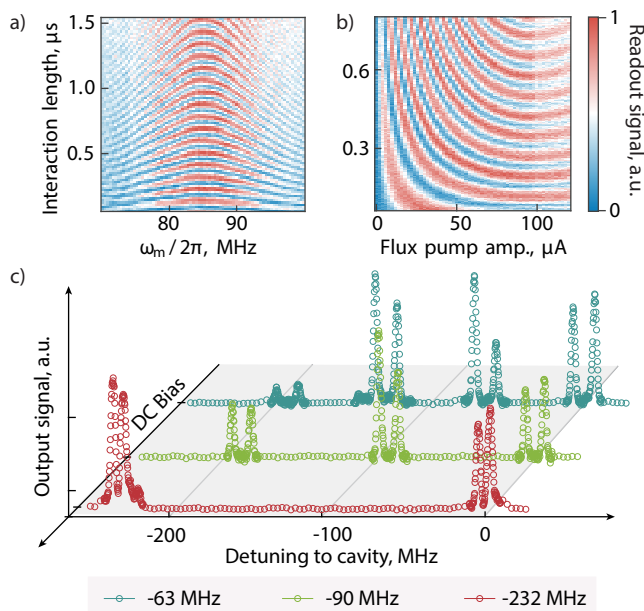 a)
Interaction length, μs
1.5
1.0
0.5
80
90
ωm / 2π, MHz
b)
0.6
0.3
0
50
100
Flux pump amp., μA
1
0
Readout signal, a.u.
c)
Output signal, a.u.
DC Bias
-200
-100
0
Detuning to cavity, MHz
-63 MHz
-90 MHz
-232 MHz